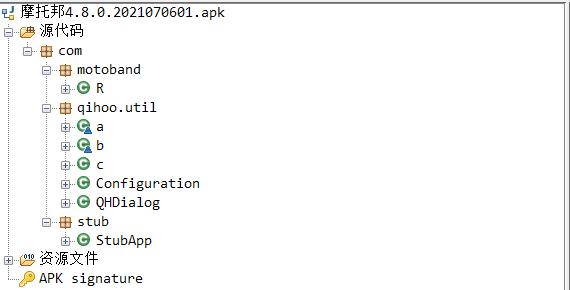 摩托邦4.8.0.2021070601.apk
源代码
com
motoband
R
qihoo.util
a
b
c
Configuration
QHDialog
stub
StubApp
资源文件
APK signature